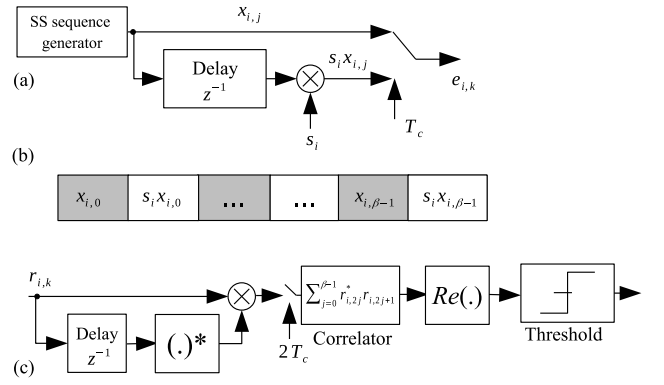 SS sequence
generator
x_{i,j}
Delay
z^{-1}
s_i x_{i,j}
e_{i,k}
(a)
s_i
T_c
(b)
x_{i,0} s_i x_{i,0} ... ... x_{i,β-1} s_i x_{i,β-1}
r_{i,k}
∑_{j=0}^{β-1} r^*_{i,2j} r_{i,2j+1}
Re(.)
Delay
z^{-1}
(.)*
2T_c
Correlator
Threshold
(c)